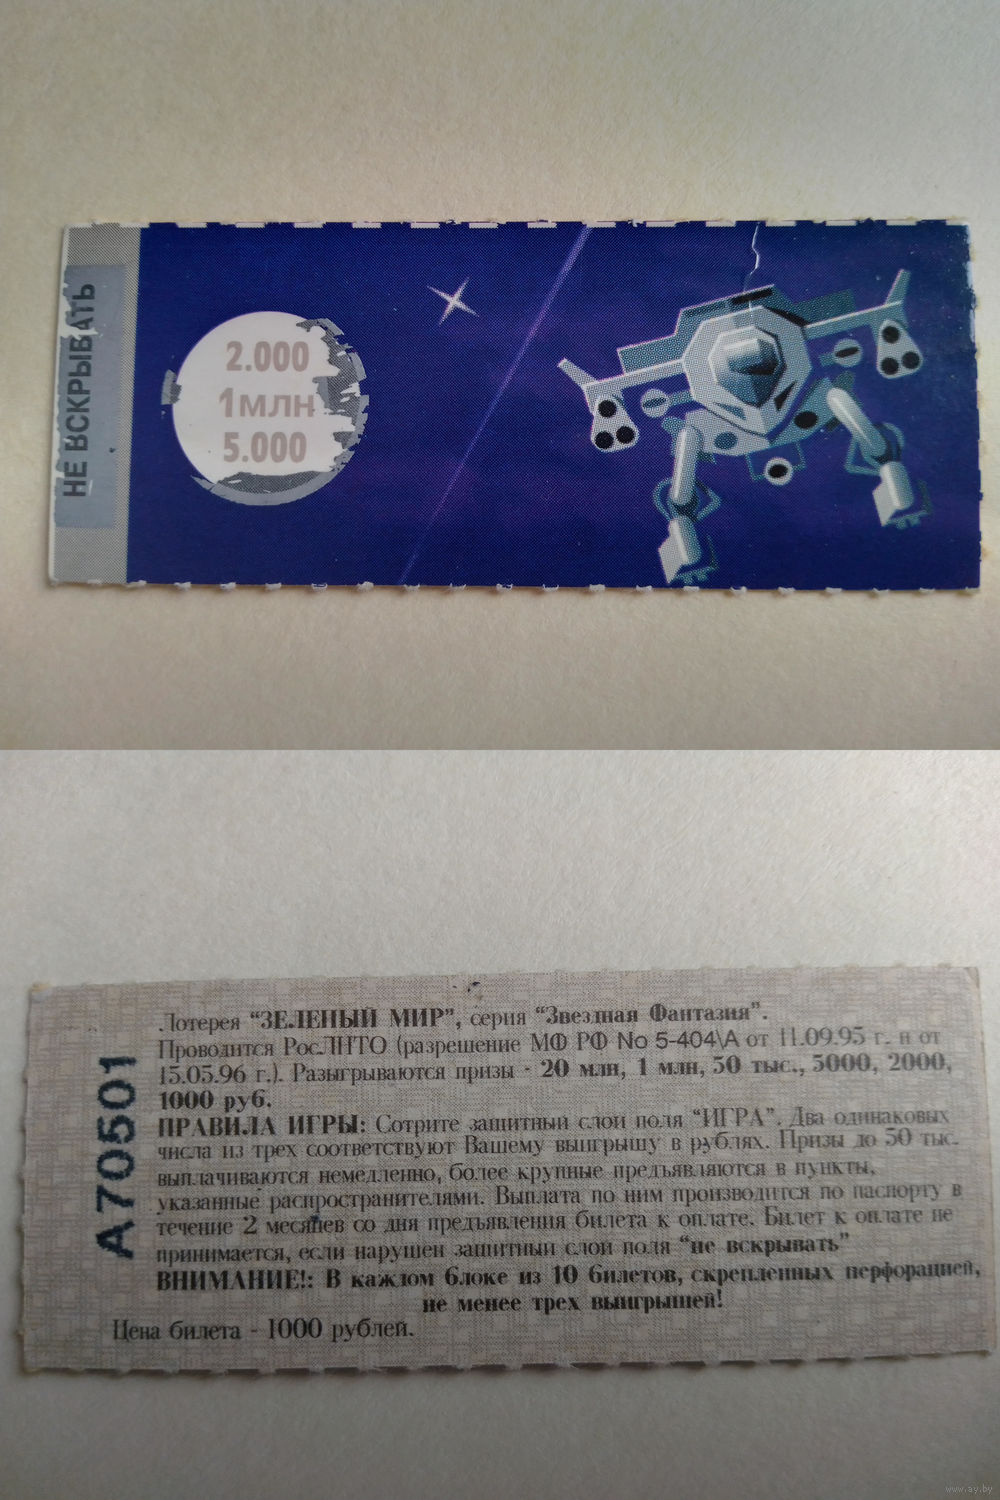 НЕ ВСКРЫВАТЬ
2.000
1МЛН
5.000
А70501
Лотерея "ЗЕЛЕНЫЙ МИР", серия "Звездная Фантазия".
Проводится РосЛНТО (разрешение МФ РФ No 5-404\А от 11.09.95 г. и от
15.05.96 г.). Разыгрываются призы - 20 млн, 1 млн, 50 тыс., 5000, 2000,
1000 руб.
ПРАВИЛА ИГРЫ: Сотрите защитный слой поля "ИГРА". Два одинаковых
числа из трех соответствуют Вашему выигрышу в рублях. Призы до 50 тыс.
выплачиваются немедленно, более крупные предъявляются в пункты,
указанные распространителями. Выплата по ним производится по паспорту в
течение 2 месяцев со дня предъявления билета к оплате. Билет к оплате не
принимается, если нарушен защитный слой поля "не вскрывать"
ВНИМАНИЕ!: В каждом блоке из 10 билетов, скрепленных перфорацией,
не менее трех выигрышей!
Цена билета - 1000 рублей.
www.ay.by